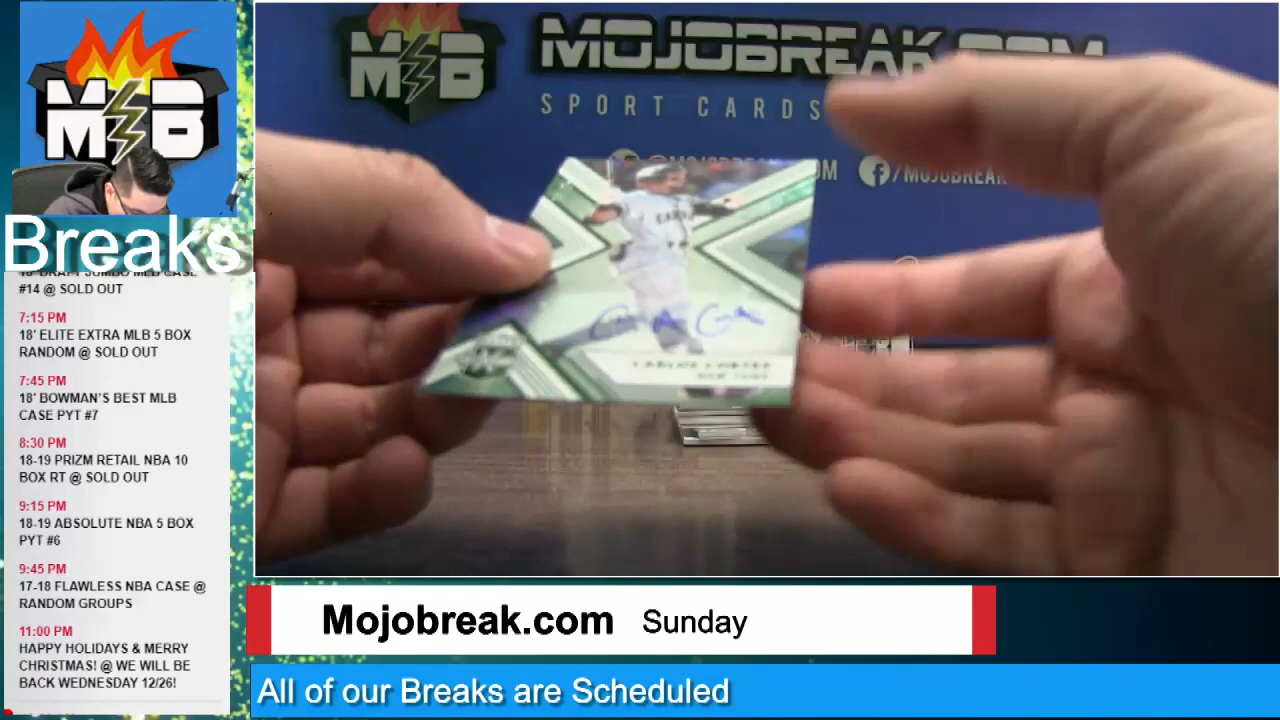 MSB
MOJOBREAK.COM
SPORT CARDS
MSB
Breaks
#14 @ SOLD OUT
7:15 PM
18' ELITE EXTRA MLB 5 BOX
RANDOM @ SOLD OUT
7:45 PM
18' BOWMAN'S BEST MLB
CASE PYT #7
8:30 PM
18-19 PRIZM RETAIL NBA 10
BOX RT @ SOLD OUT
9:15 PM
18-19 ABSOLUTE NBA 5 BOX
PYT #6
9:45 PM
17-18 FLAWLESS NBA CASE @
RANDOM GROUPS
11:00 PM
HAPPY HOLIDAYS & MERRY
CHRISTMAS! @ WE WILL BE
BACK WEDNESDAY 12/26!
Mojobreak.com Sunday
All of our Breaks are Scheduled